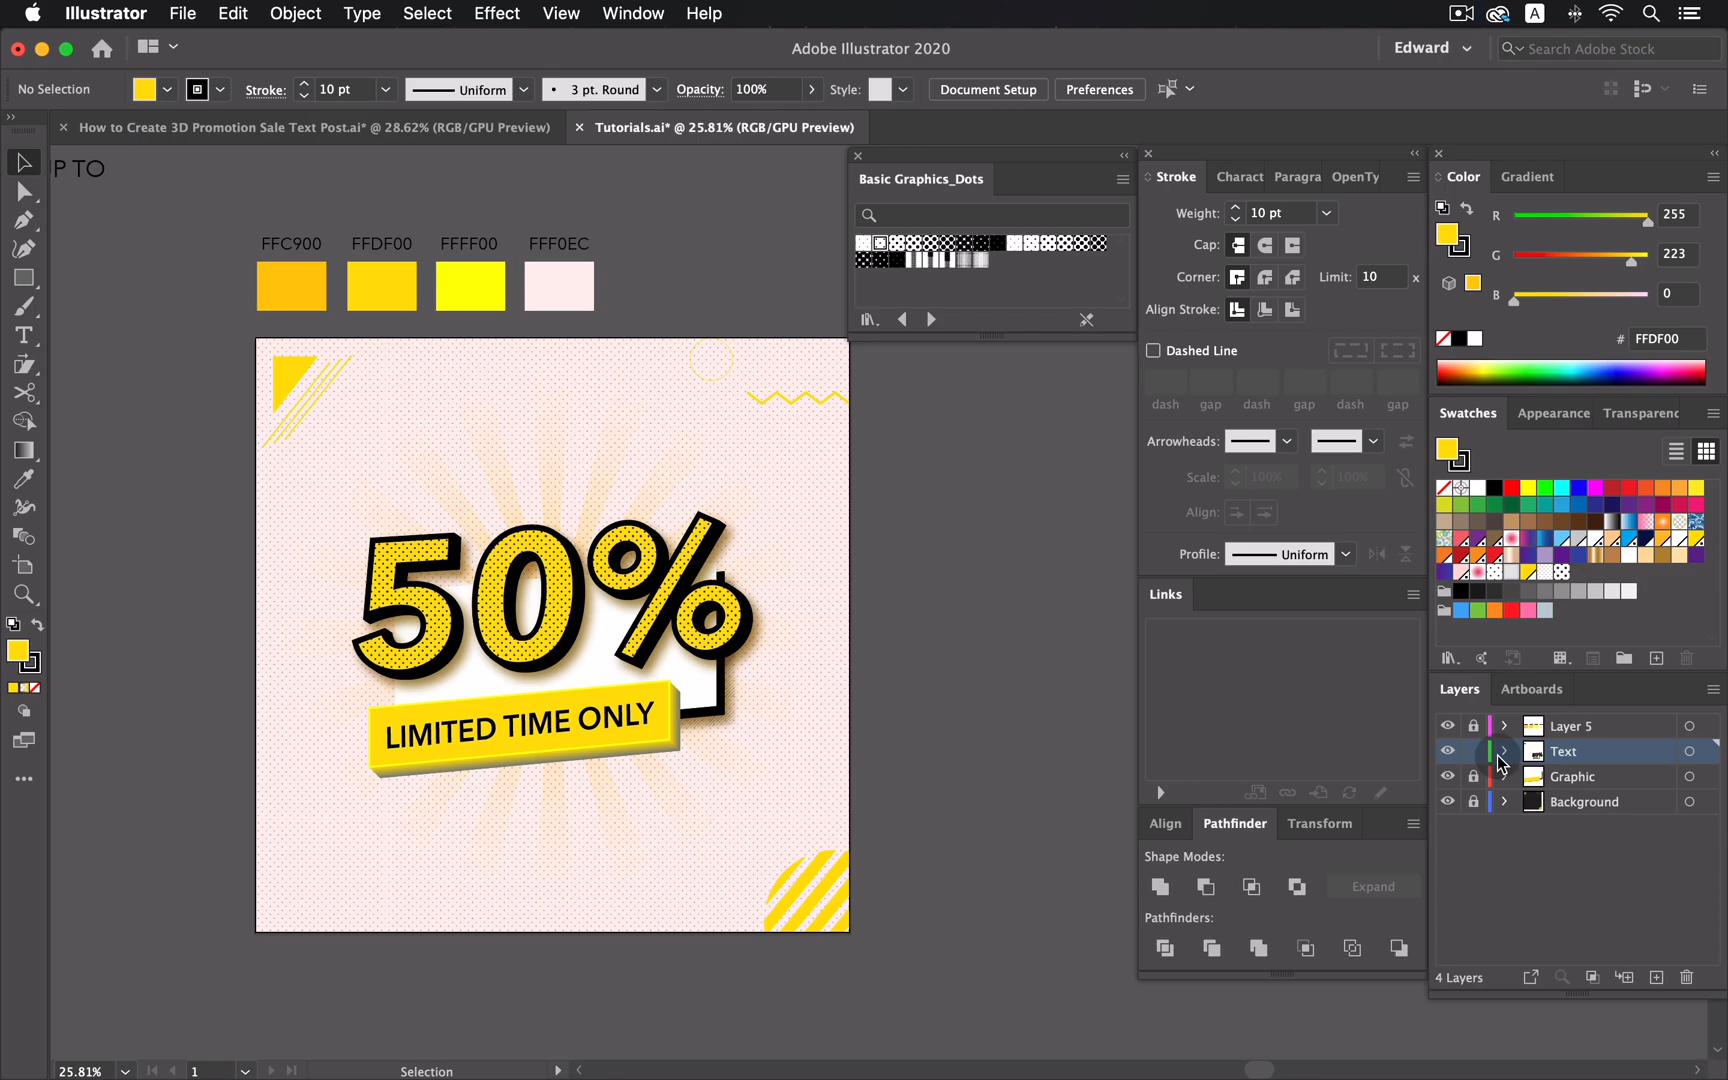 Illustrator File Edit Object Type Select Effect View Window Help
A
Adobe Illustrator 2020
Edward
Search Adobe Stock
No Selection
Stroke:
10 pt
Uniform
3 pt. Round
Opacity:
100%
Style:
Document Setup
Preferences
How to Create 3D Promotion Sale Text Post.ai* @ 28.62% (RGB/GPU Preview)
Tutorials.ai* @ 25.81% (RGB/GPU Preview)
UP TO
FFC900 FFDF00 FFFF00 FFF0EC
50%
LIMITED TIME ONLY
Basic Graphics_Dots
Stroke Charact Paragra OpenTy
Weight: 10 pt
Cap:
Corner: Limit: 10 x
Align Stroke:
Dashed Line
dash gap dash gap dash gap
Arrowheads:
Scale: 100% 100%
Align:
Profile: Uniform
Links
Align Pathfinder Transform
Shape Modes:
Expand
Pathfinders:
Color Gradient
R 255
G 223
B 0
# FFDF00
Swatches Appearance Transparenc
Layers Artboards
Layer 5
Text
Graphic
Background
4 Layers
25.81%
1
Selection